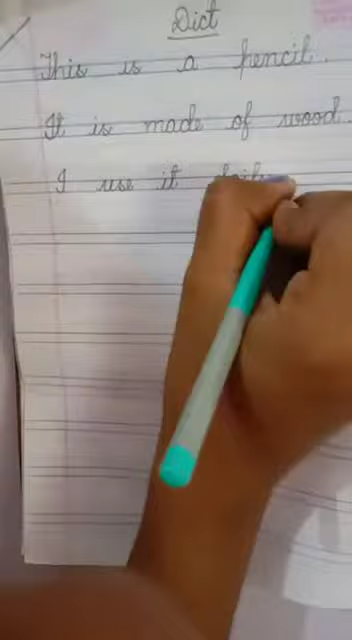 Dict
This is a pencil.
It is made of wood.
I use it